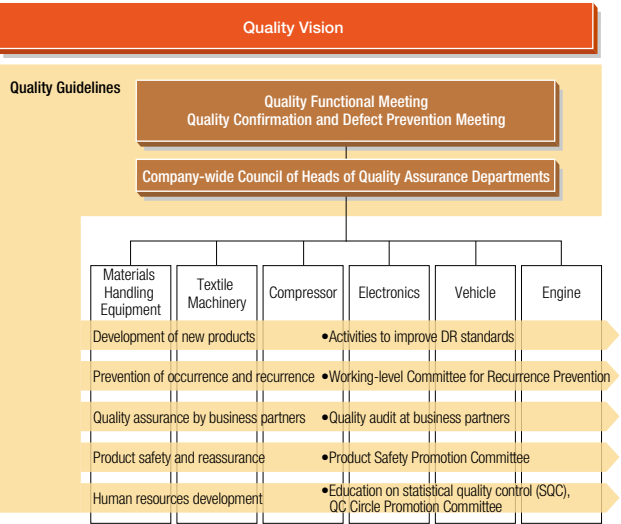 Quality Vision
Quality Guidelines
Quality Functional Meeting
Quality Confirmation and Defect Prevention Meeting
Company-wide Council of Heads of Quality Assurance Departments
Materials
Handling
Equipment
Textile
Machinery
Compressor
Electronics
Vehicle
Engine
Development of new products
•Activities to improve DR standards
Prevention of occurrence and recurrence
•Working-level Committee for Recurrence Prevention
Quality assurance by business partners
•Quality audit at business partners
Product safety and reassurance
•Product Safety Promotion Committee
Human resources development
•Education on statistical quality control (SQC),
QC Circle Promotion Committee